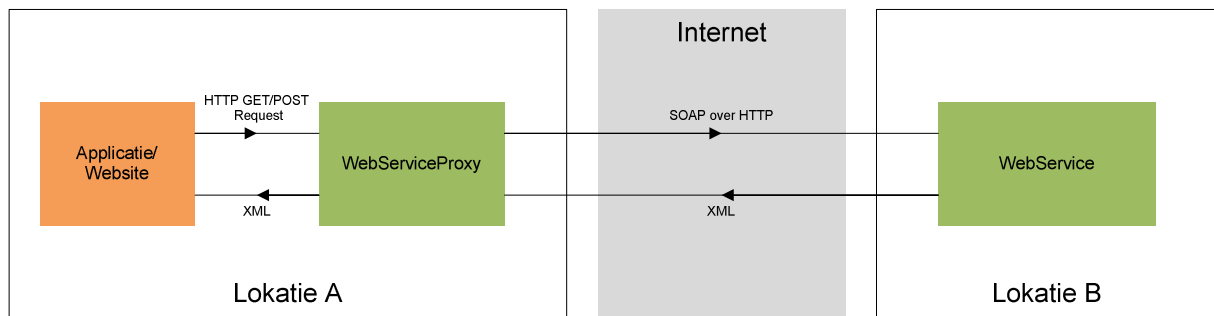 Internet
HTTP GET/POST
Request
SOAP over HTTP
Applicatie/
Website
WebServiceProxy
WebService
XML
XML
Lokatie A
Lokatie B